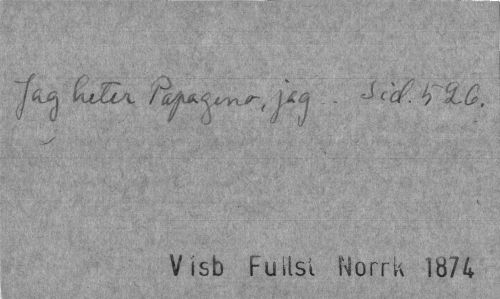 Jag heter Papageno, jag . . Sid. 526.
Visb Fullst Norrk 1874